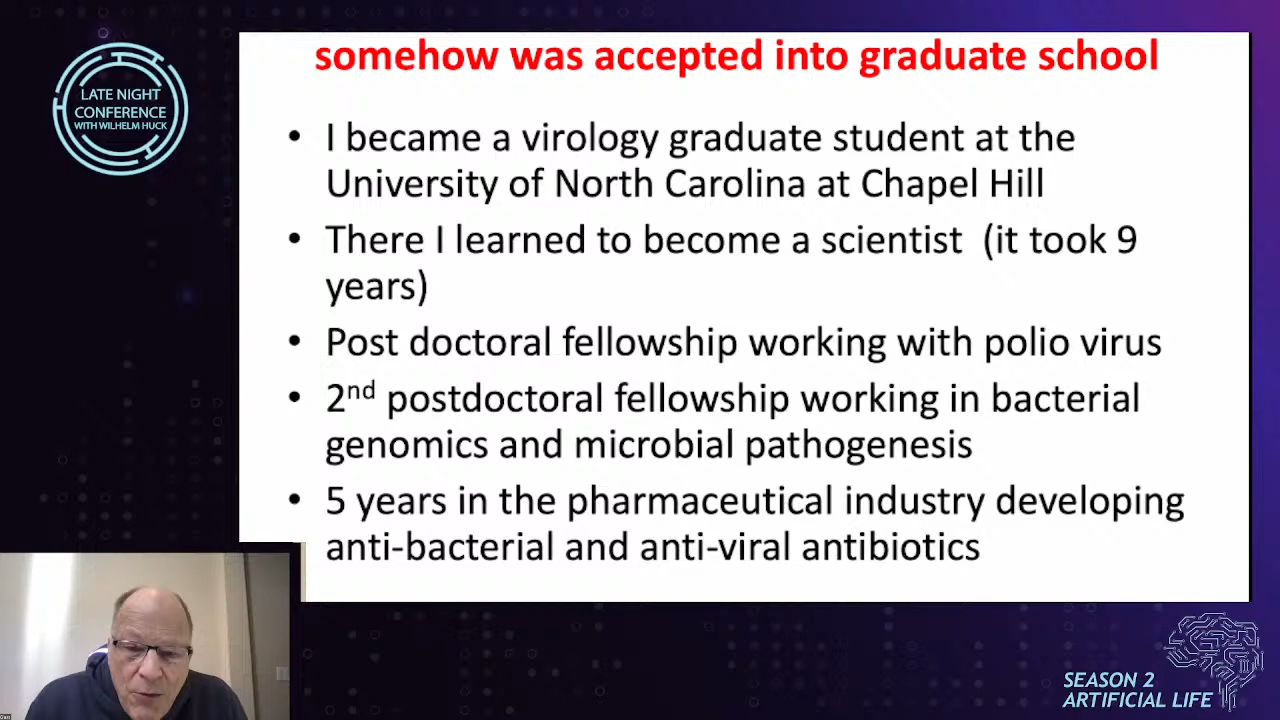 somehow was accepted into graduate school
LATE NIGHT
CONFERENCE
WITH WILHELM HUCK
• I became a virology graduate student at the
University of North Carolina at Chapel Hill
• There I learned to become a scientist (it took 9
years)
• Post doctoral fellowship working with polio virus
• 2nd postdoctoral fellowship working in bacterial
genomics and microbial pathogenesis
• 5 years in the pharmaceutical industry developing
anti-bacterial and anti-viral antibiotics
SEASON 2
ARTIFICIAL LIFE